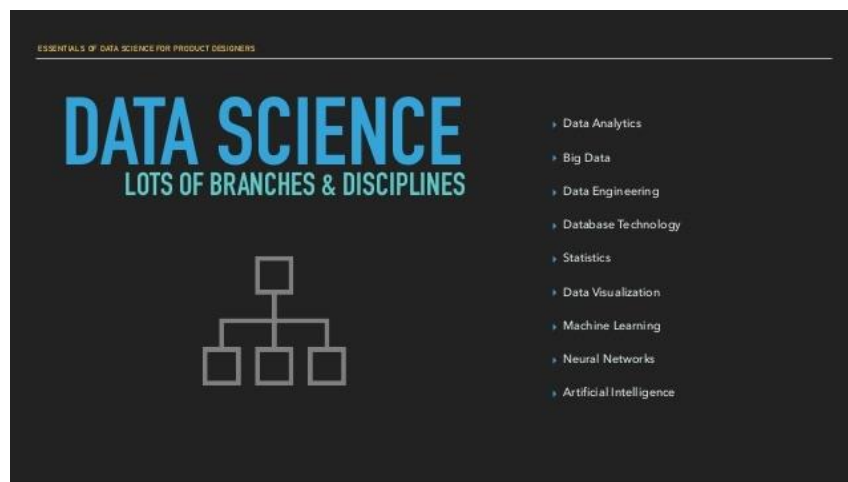 ESSENTIALS OF DATA SCIENCE FOR PRODUCT DESIGNERS
DATA SCIENCE
LOTS OF BRANCHES & DISCIPLINES
Data Analytics
Big Data
Data Engineering
Database Technology
Statistics
Data Visualization
Machine Learning
Neural Networks
Artificial Intelligence